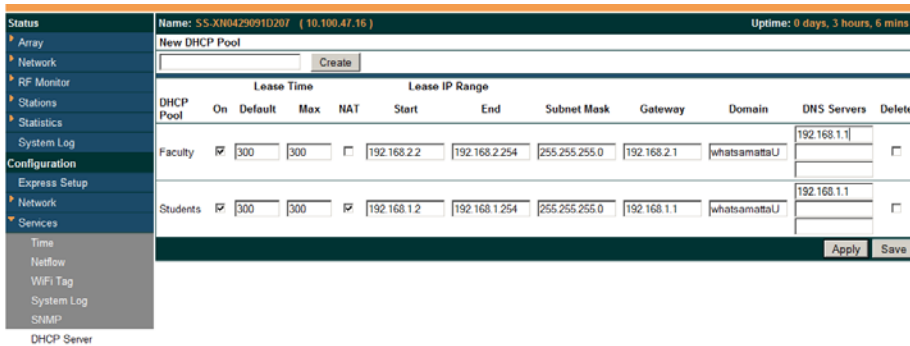 Status
Name: SS-XN0429091D207 ( 10.100.47.16 ) Uptime: 0 days, 3 hours, 6 mins
Array
Network
RF Monitor
Stations
Statistics
System Log
Configuration
Express Setup
Network
Services
Time
Netflow
WiFi Tag
System Log
SNMP
DHCP Server
New DHCP Pool
Create
Lease Time Lease IP Range
DHCP Pool On Default Max NAT Start End Subnet Mask Gateway Domain DNS Servers Delete
192.168.1.1
Faculty 300 300 192.168.2.2 192.168.2.254 255.255.255.0 192.168.2.1 whatsamattaU
192.168.1.1
Students 300 300 192.168.1.2 192.168.1.254 255.255.255.0 192.168.1.1 whatsamattaU
Apply Save